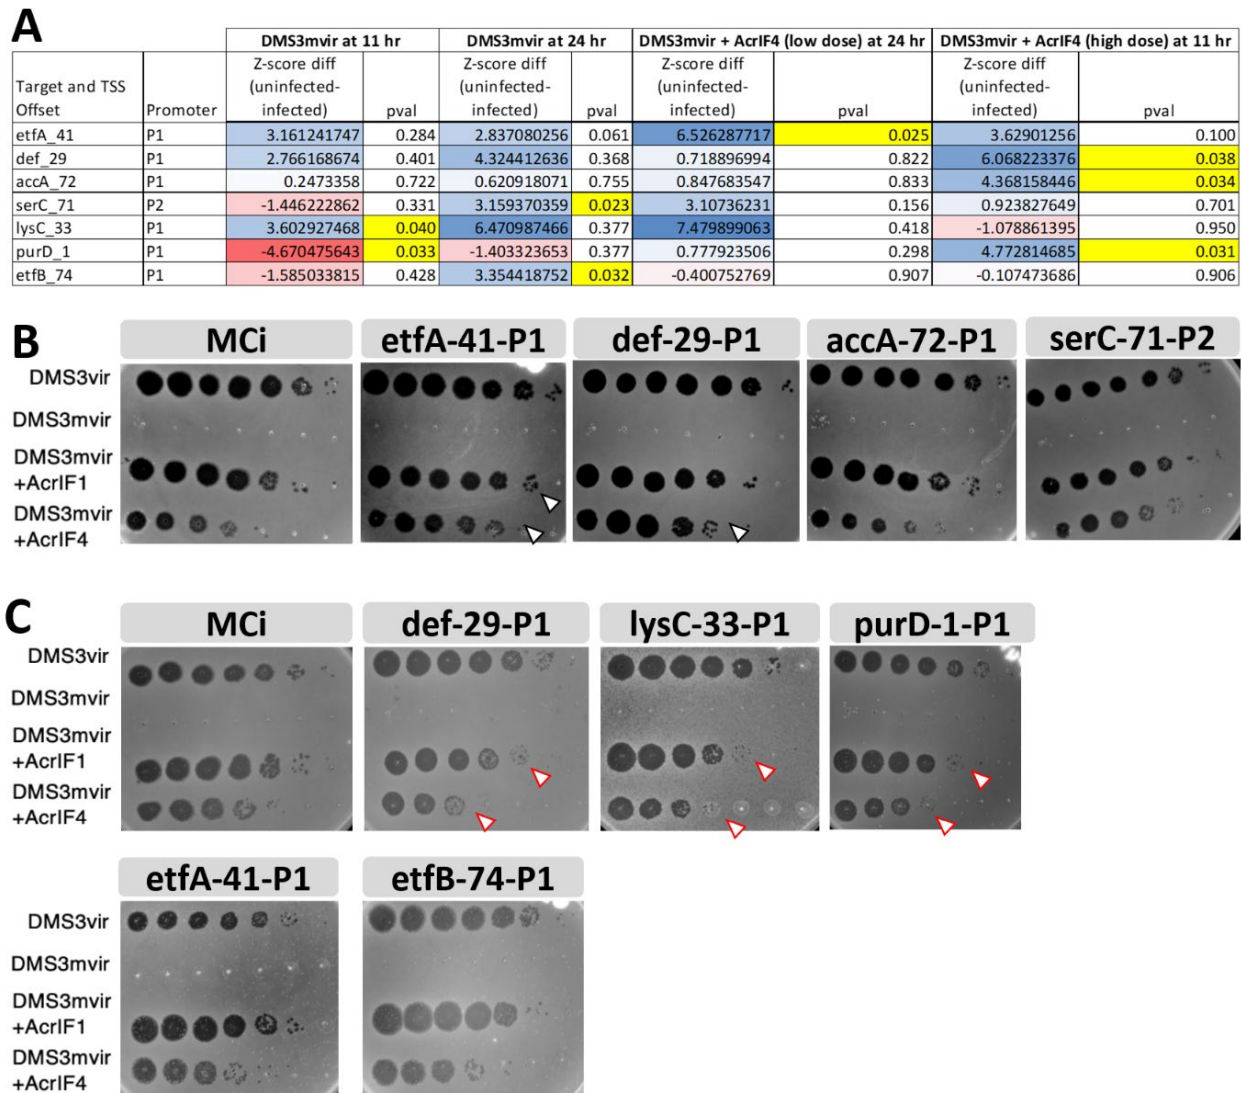 A
DMS3mvir at 11 hr DMS3mvir at 24 hr DMS3mvir + AcrIF4 (low dose) at 24 hr DMS3mvir + AcrIF4 (high dose) at 11 hr
Target and TSS Offset Promoter Z-score diff (uninfected-infected) pval Z-score diff (uninfected-infected) pval Z-score diff (uninfected-infected) pval Z-score diff (uninfected-infected) pval
etfA_41 P1 3.161241747 0.284 2.837080256 0.061 6.526287717 0.025 3.62901256 0.100
def_29 P1 2.766168674 0.401 4.324412636 0.368 0.718896994 0.822 6.068223376 0.038
accA_72 P1 0.2473358 0.722 0.620918071 0.755 0.847683547 0.833 4.368158446 0.034
serC_71 P2 -1.446222862 0.331 3.159370359 0.023 3.10736231 0.156 0.923827649 0.701
lysC_33 P1 3.602927468 0.040 6.470987466 0.377 7.479899063 0.418 -1.078861395 0.950
purD_1 P1 -4.670475643 0.033 -1.403323653 0.377 0.777923506 0.298 4.772814685 0.031
etfB_74 P1 -1.585033815 0.428 3.354418752 0.032 -0.400752769 0.907 -0.107473686 0.906
B
MCi etfA-41-P1 def-29-P1 accA-72-P1 serC-71-P2
DMS3vir
DMS3mvir
DMS3mvir
+AcrIF1
DMS3mvir
+AcrIF4
C
MCi def-29-P1 lysC-33-P1 purD-1-P1
DMS3vir
DMS3mvir
DMS3mvir
+AcrIF1
DMS3mvir
+AcrIF4
etfA-41-P1 etfB-74-P1
DMS3vir
DMS3mvir
DMS3mvir
+AcrIF1
DMS3mvir
+AcrIF4